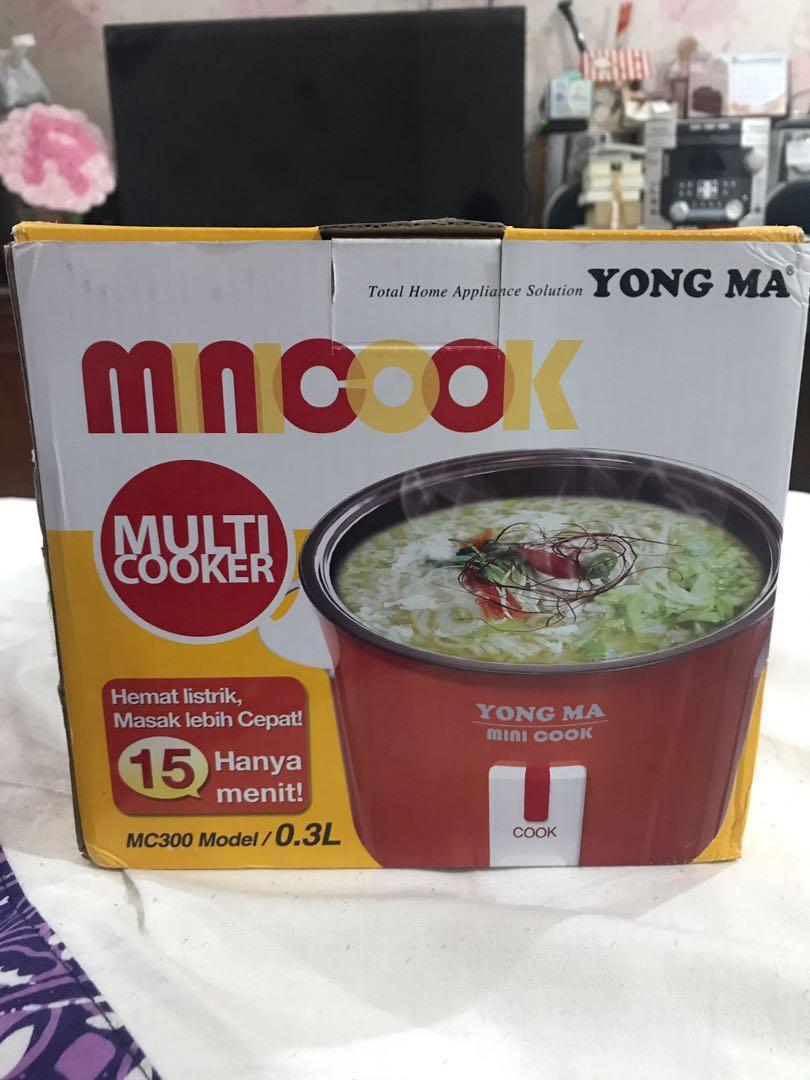 Total Home Appliance Solution YONG MA®
MINICOOK
MULTI
COOKER
Hemat listrik,
Masak lebih Cepat!
15 Hanya
menit!
MC300 Model / 0.3L
YONG MA
MINI COOK
COOK